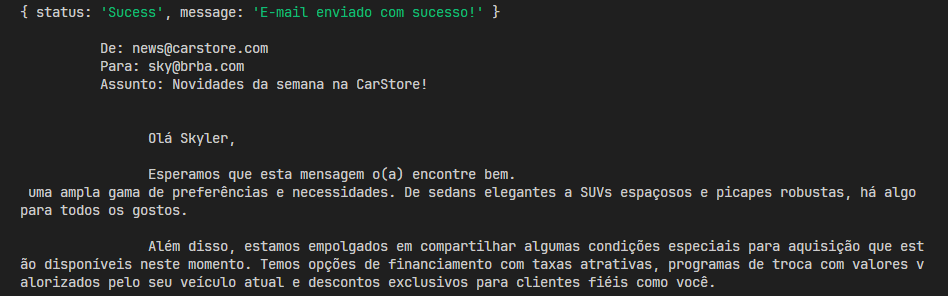 { status: 'Sucess', message: 'E-mail enviado com sucesso!' }
De: news@carstore.com
Para: sky@brba.com
Assunto: Novidades da semana na CarStore!
Olá Skyler,
Esperamos que esta mensagem o(a) encontre bem.
uma ampla gama de preferências e necessidades. De sedans elegantes a SUVs espaçosos e picapes robustas, há algo
para todos os gostos.
Além disso, estamos empolgados em compartilhar algumas condições especiais para aquisição que est
ão disponíveis neste momento. Temos opções de financiamento com taxas atrativas, programas de troca com valores v
alorizados pelo seu veículo atual e descontos exclusivos para clientes fiéis como você.